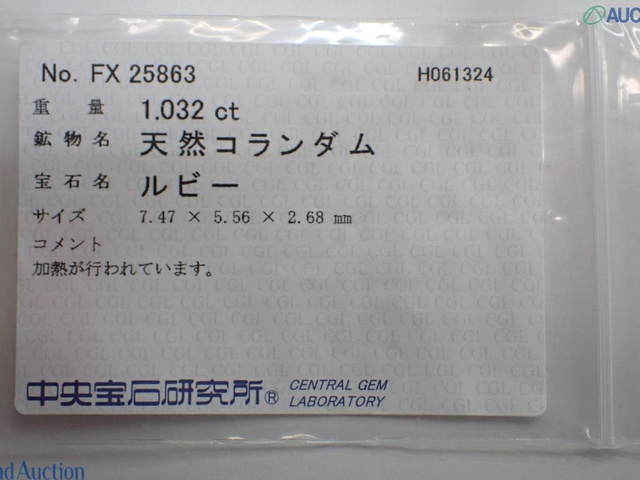 AUC
No. FX 25863 H061324
重量 1.032 ct
鉱物名 天然コランダム
宝石名 ルビー
サイズ 7.47 × 5.56 × 2.68 mm
コメント
加熱が行われています。
中央宝石研究所® CENTRAL GEM
LABORATORY
nd Auction